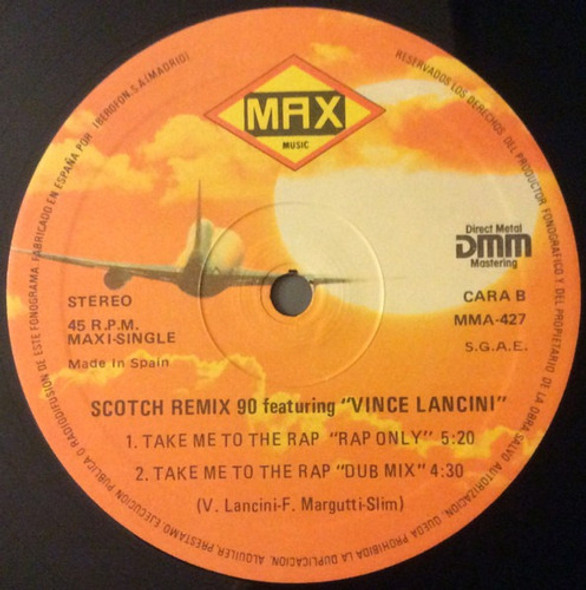 FABRICADO EN ESPAÑA POR IBEROFON, S.A (MADRID)
RESERVADOS LOS DERECHOS DEL PRODUCTOR FONOGRAFICO Y DEL PROPIETARIO DE LA OBRA. SALVO AUTORIZACION, QUEDA PROHIBIDA LA DUPLICACION, ALQUILER, PRESTAMO, EJECUCION PUBLICA O RADIODIFUSION DE ESTE FONOGRAMA.
MAX
MUSIC
Direct Metal
DMM
Mastering
STEREO
45 R.P.M.
MAXI-SINGLE
Made In Spain
CARA B
MMA-427
S.G.A.E.
SCOTCH REMIX 90 featuring "VINCE LANCINI"
1. TAKE ME TO THE RAP "RAP ONLY" 5:20
2. TAKE ME TO THE RAP "DUB MIX" 4:30
(V. Lancini-F. Margutti-Slim)